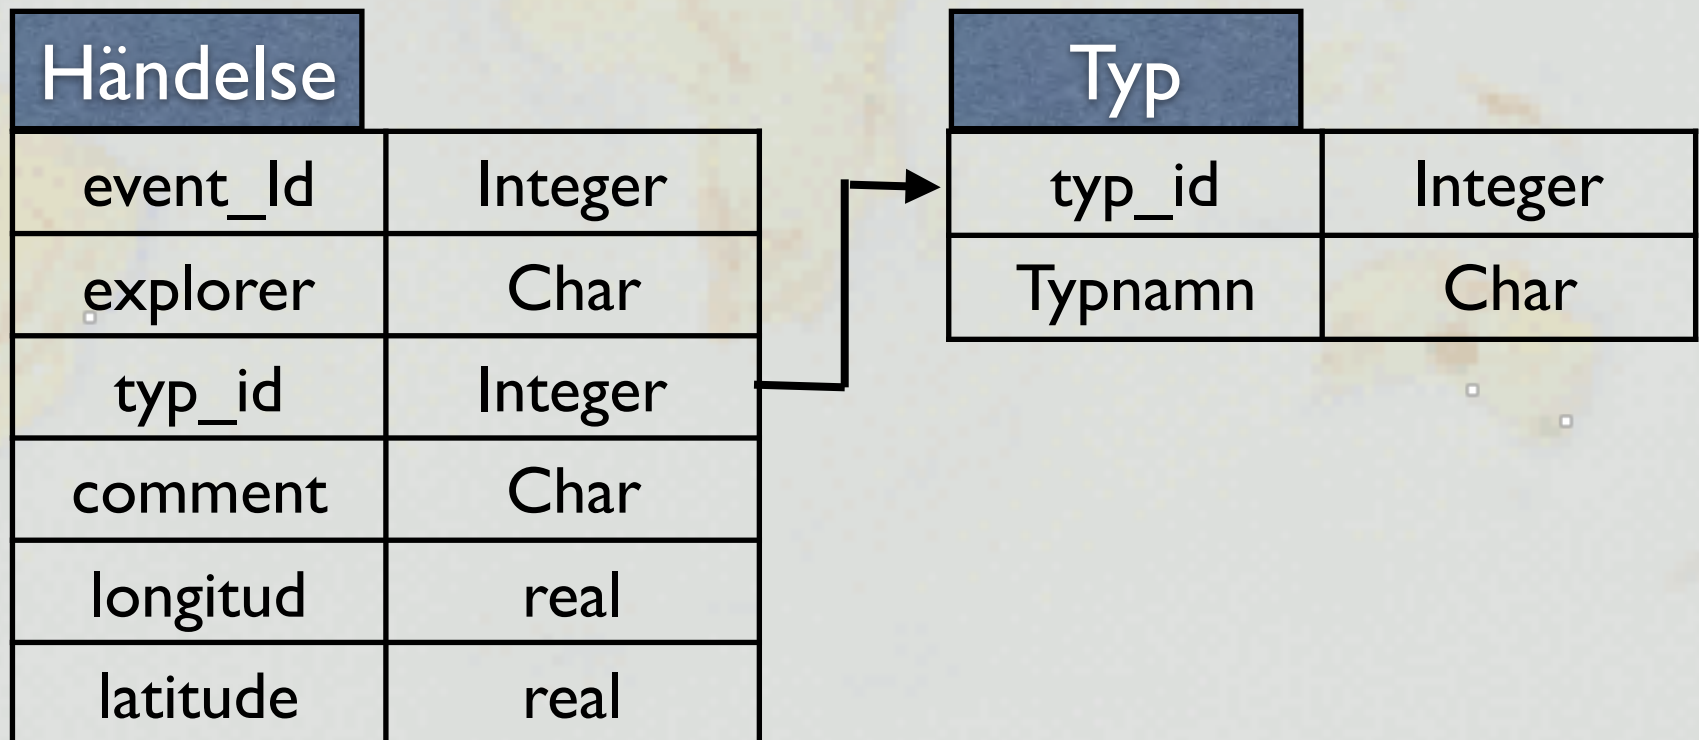 Händelse
event_Id Integer
explorer Char
typ_id Integer
comment Char
longitud real
latitude real
Typ
typ_id Integer
Typnamn Char